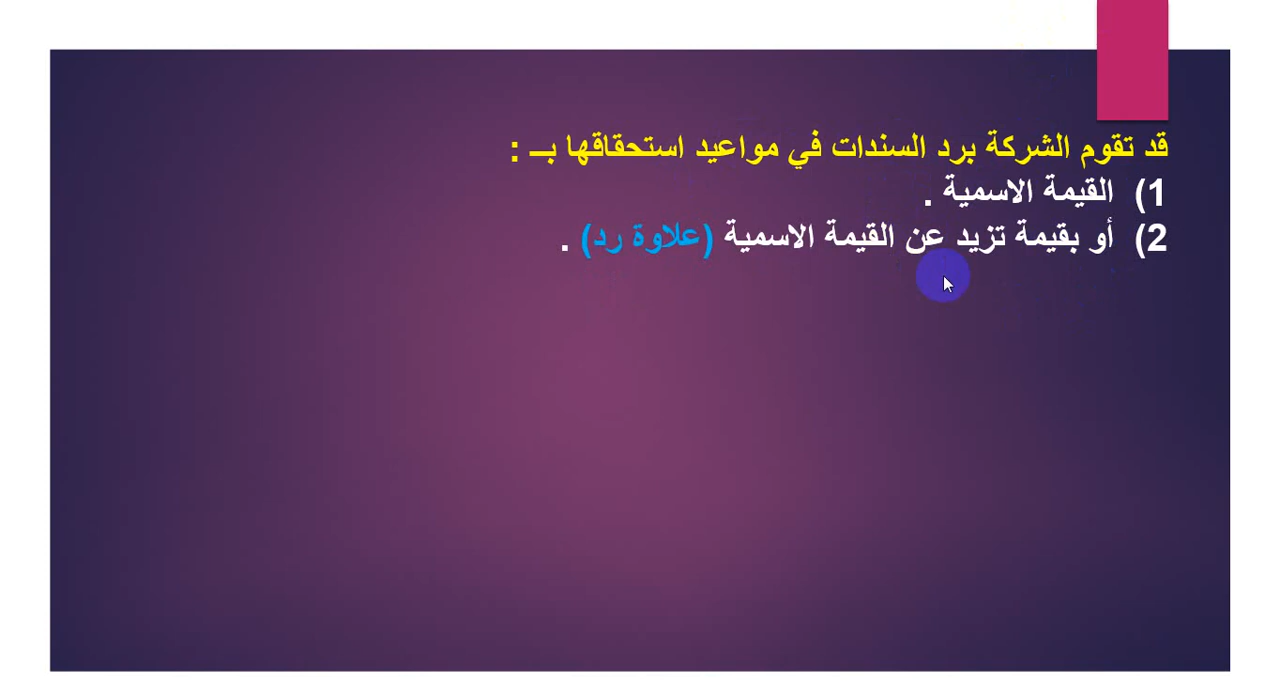 قد تقوم الشركة برد السندات في مواعيد استحقاقها بــ :
1) القيمة الاسمية .
2) أو بقيمة تزيد عن القيمة الاسمية (علاوة رد) .